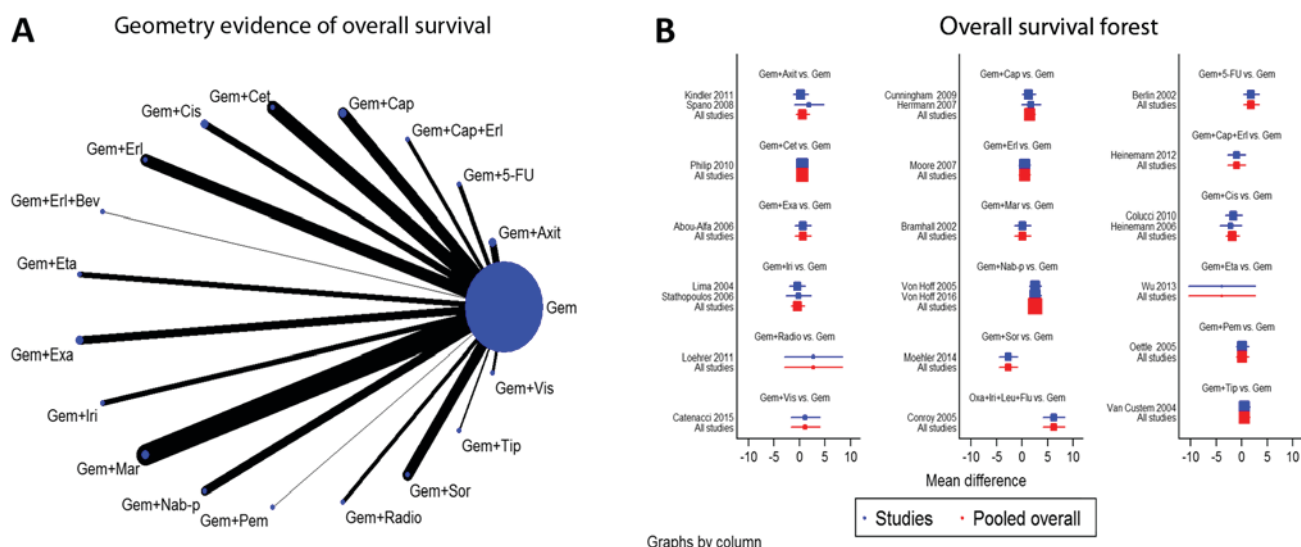 A
Geometry evidence of overall survival
Gem+Cet
Gem+Cap
Gem+Cis
Gem+Cap+Erl
Gem+Erl
Gem+5-FU
Gem+Erl+Bev
Gem+Axit
Gem+Eta
Gem
Gem+Exa
Gem+Vis
Gem+Iri
Gem+Tip
Gem+Mar
Gem+Sor
Gem+Nab-p
Gem+Pem
Gem+Radio
B
Overall survival forest
Gem+Axit vs. Gem
Kindler 2011
Spano 2008
All studies
Gem+Cet vs. Gem
Philip 2010
All studies
Gem+Exa vs. Gem
Abou-Alfa 2006
All studies
Gem+Iri vs. Gem
Lima 2004
Stathopoulos 2006
All studies
Gem+Radio vs. Gem
Loehrer 2011
All studies
Gem+Vis vs. Gem
Catenacci 2015
All studies
-10 -5 0 5 10
Gem+Cap vs. Gem
Cunningham 2009
Herrmann 2007
All studies
Gem+Erl vs. Gem
Moore 2007
All studies
Gem+Mar vs. Gem
Bramhall 2002
All studies
Gem+Nab-p vs. Gem
Von Hoff 2005
Von Hoff 2016
All studies
Gem+Sor vs. Gem
Moehler 2014
All studies
Oxa+Iri+Leu+Flu vs. Gem
Conroy 2005
All studies
-10 -5 0 5 10
Gem+5-FU vs. Gem
Berlin 2002
All studies
Gem+Cap+Erl vs. Gem
Heinemann 2012
All studies
Gem+Cis vs. Gem
Colucci 2010
Heinemann 2006
All studies
Gem+Eta vs. Gem
Wu 2013
All studies
Gem+Pem vs. Gem
Oettle 2005
All studies
Gem+Tip vs. Gem
Van Custem 2004
All studies
-10 -5 0 5 10
Mean difference
Studies Pooled overall
Graphs by column